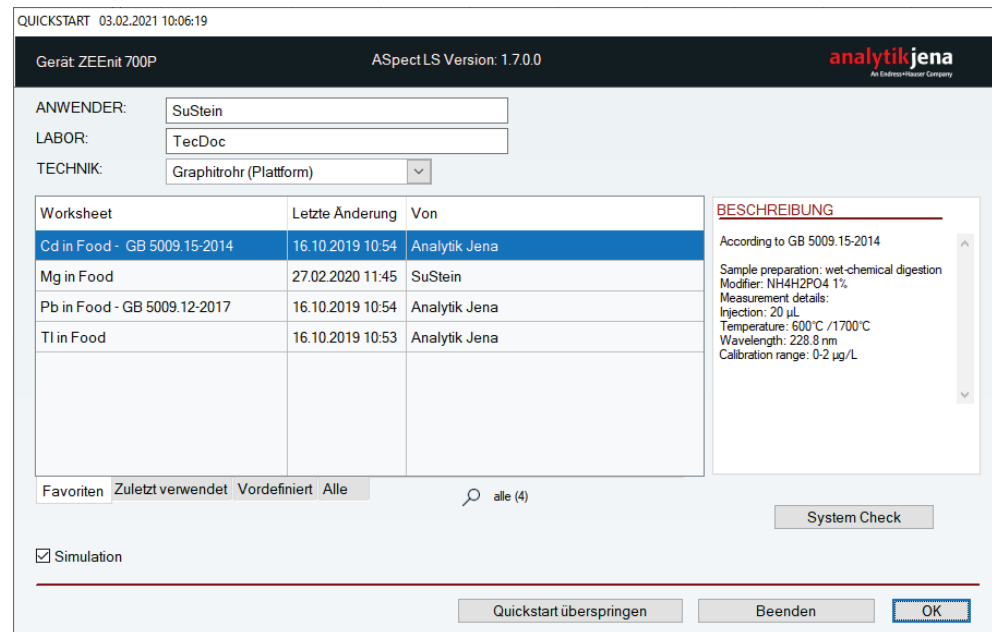 QUICKSTART 03.02.2021 10:06:19
Gerät: ZEEnit 700P ASpect LS Version: 1.7.0.0 analytikjena
An Endress+Hauser Company
ANWENDER: SuStein
LABOR: TecDoc
TECHNIK: Graphitrohr (Plattform)
Worksheet Letzte Änderung Von
Cd in Food - GB 5009.15-2014 16.10.2019 10:54 Analytik Jena
Mg in Food 27.02.2020 11:45 SuStein
Pb in Food - GB 5009.12-2017 16.10.2019 10:54 Analytik Jena
Tl in Food 16.10.2019 10:53 Analytik Jena
BESCHREIBUNG
According to GB 5009.15-2014
Sample preparation: wet-chemical digestion
Modifier: NH4H2PO4 1%
Measurement details:
Injection: 20 µL
Temperature: 600°C /1700°C
Wavelength: 228.8 nm
Calibration range: 0-2 µg/L
Favoriten Zuletzt verwendet Vordefiniert Alle alle (4)
System Check
Simulation
Quickstart überspringen Beenden OK